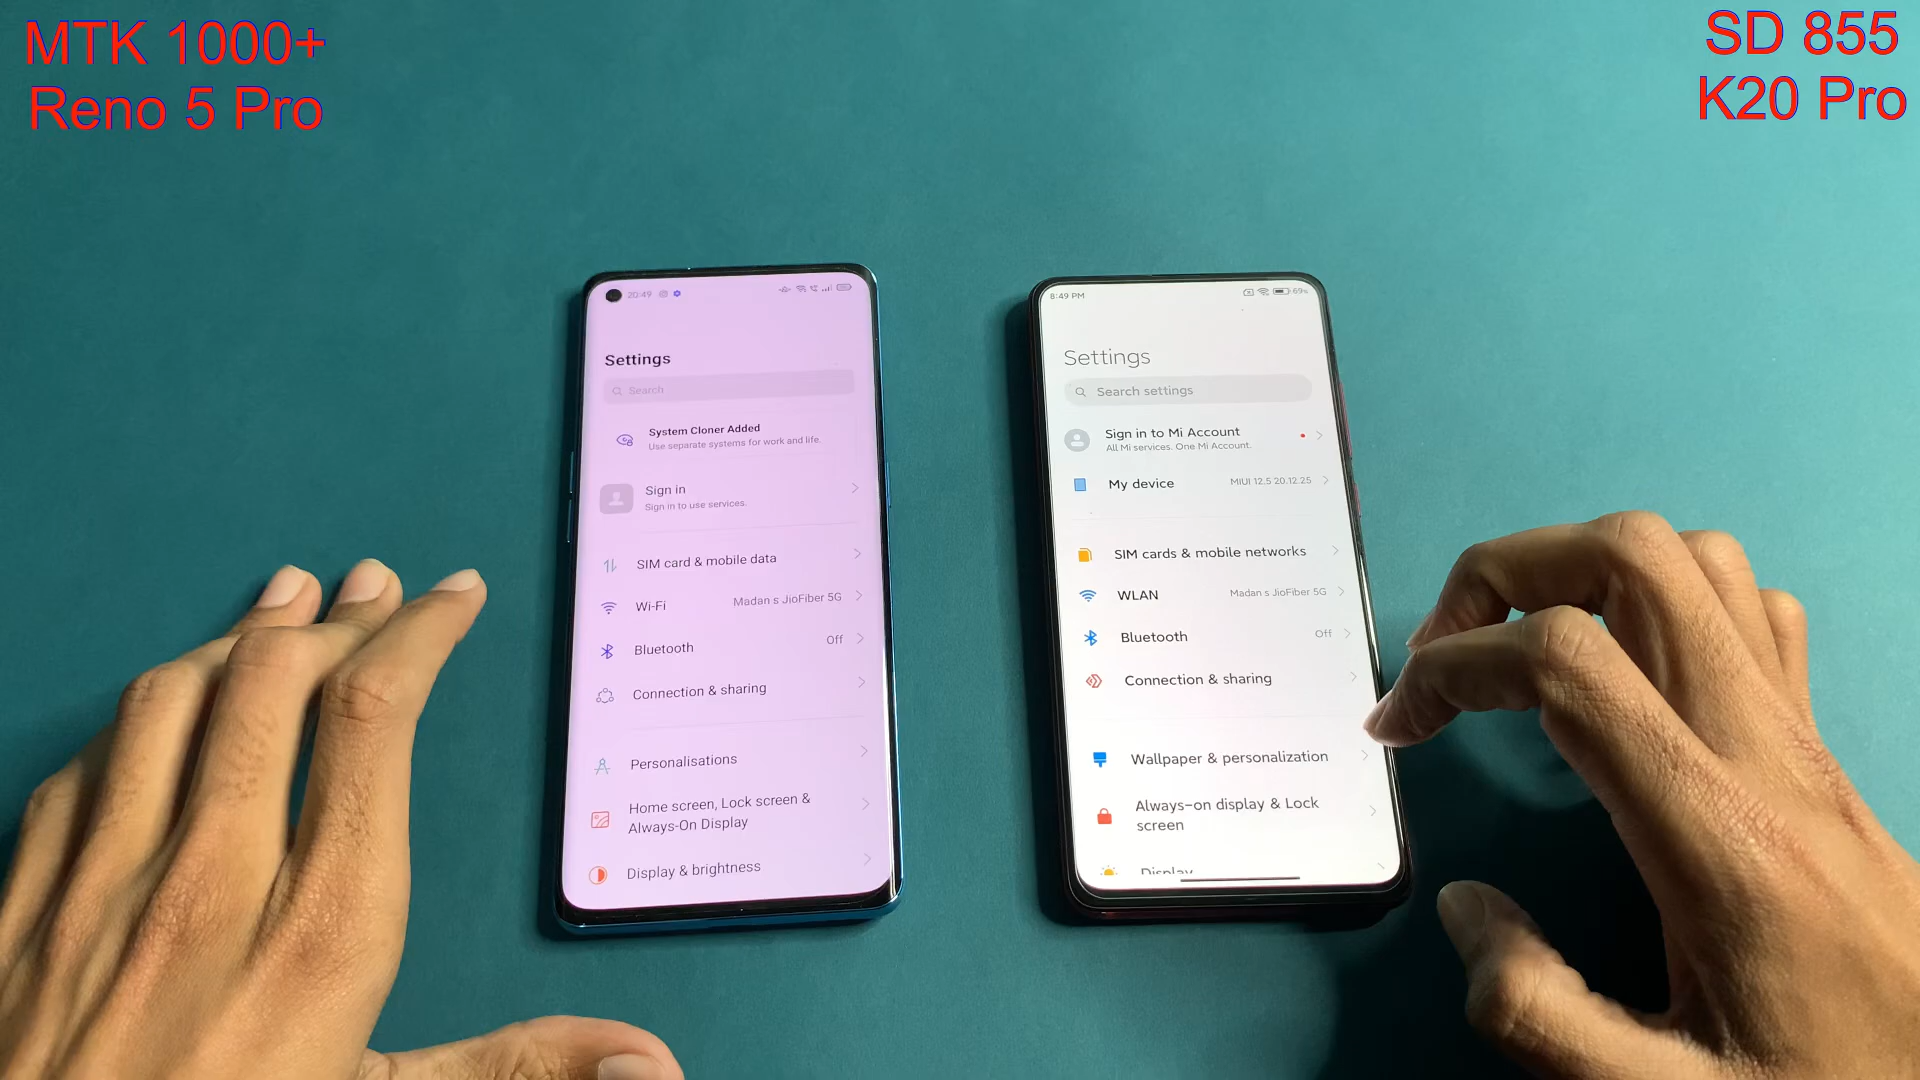 MTK 1000+
Reno 5 Pro
SD 855
K20 Pro
20:49
Settings
Search
System Cloner Added
Use separate systems for work and life.
Sign in
Sign in to use services.
SIM card & mobile data
Wi-Fi
Madan s JioFiber 5G
Bluetooth
Off
Connection & sharing
Personalisations
Home screen, Lock screen &
Always-On Display
Display & brightness
8:49 PM
69%
Settings
Search settings
Sign in to Mi Account
All Mi services. One Mi Account.
My device
MIUI 12.5 20.12.25
SIM cards & mobile networks
WLAN
Madan s JioFiber 5G
Bluetooth
Off
Connection & sharing
Wallpaper & personalization
Always-on display & Lock
screen
Display